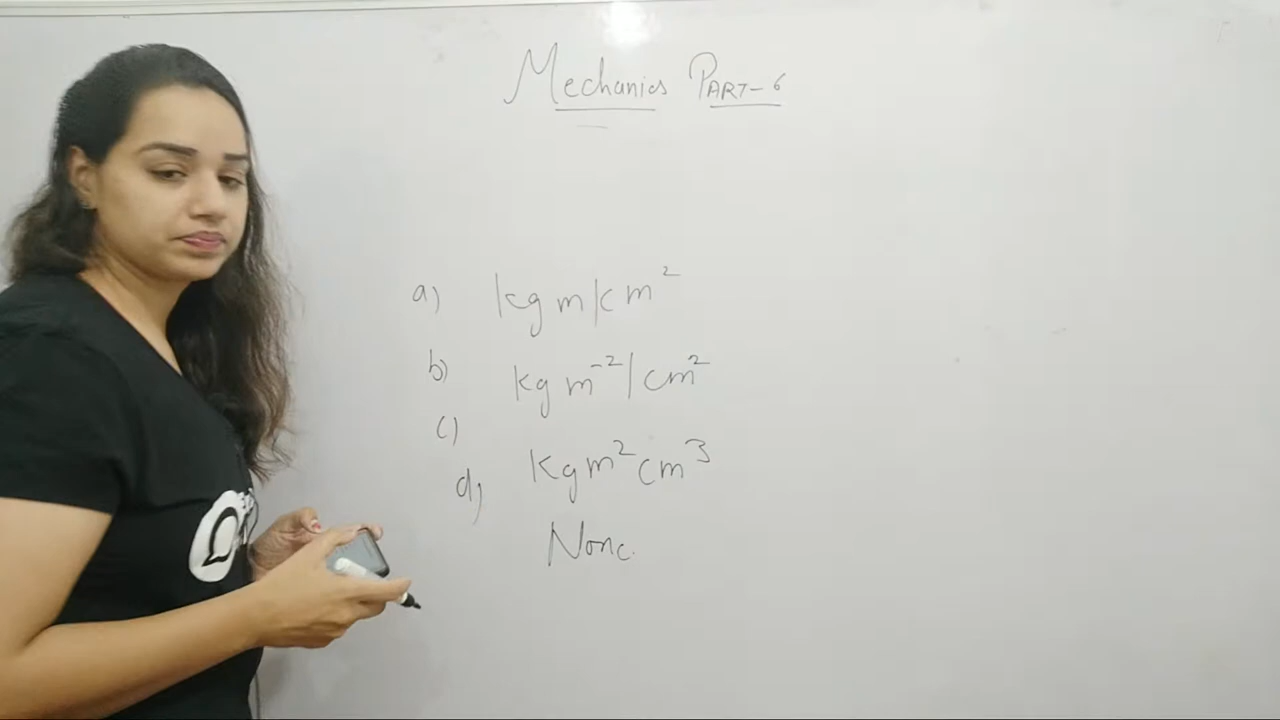 Mechanics PART-6
a) kg m/cm²
b) kg m⁻²/cm²
c) kg m² cm³
d) None